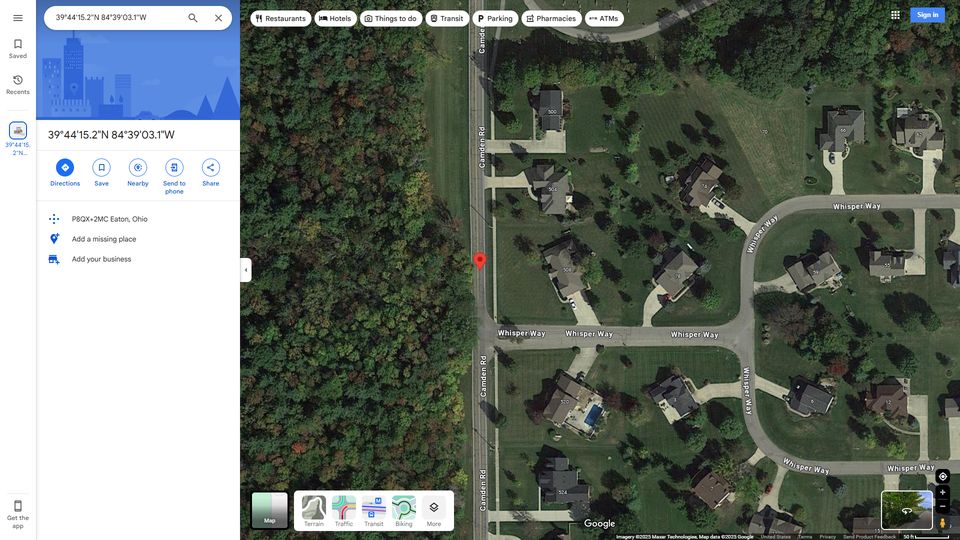 39°44'15.2"N 84°39'03.1"W
Restaurants
Hotels
Things to do
Transit
Parking
Pharmacies
ATMs
Sign in
Saved
Recents
39°44'15.
2"N...
39°44'15.2"N 84°39'03.1"W
Directions
Save
Nearby
Send to
phone
Share
P8QX+2MC Eaton, Ohio
Add a missing place
Add your business
Get the
app
Camden Rd
Camden Rd
Camden Rd
Whisper Way
Whisper Way
Whisper Way
Whisper Way
Whisper Way
Whisper Way
Whisper Way
Whisper Way
500
504
508
520
524
70
66
55
12
Map
Terrain
Traffic
Transit
Biking
More
Google
Imagery ©2025 Maxar Technologies, Map data ©2025 Google
United States
Terms
Privacy
Send Product Feedback
50 ft